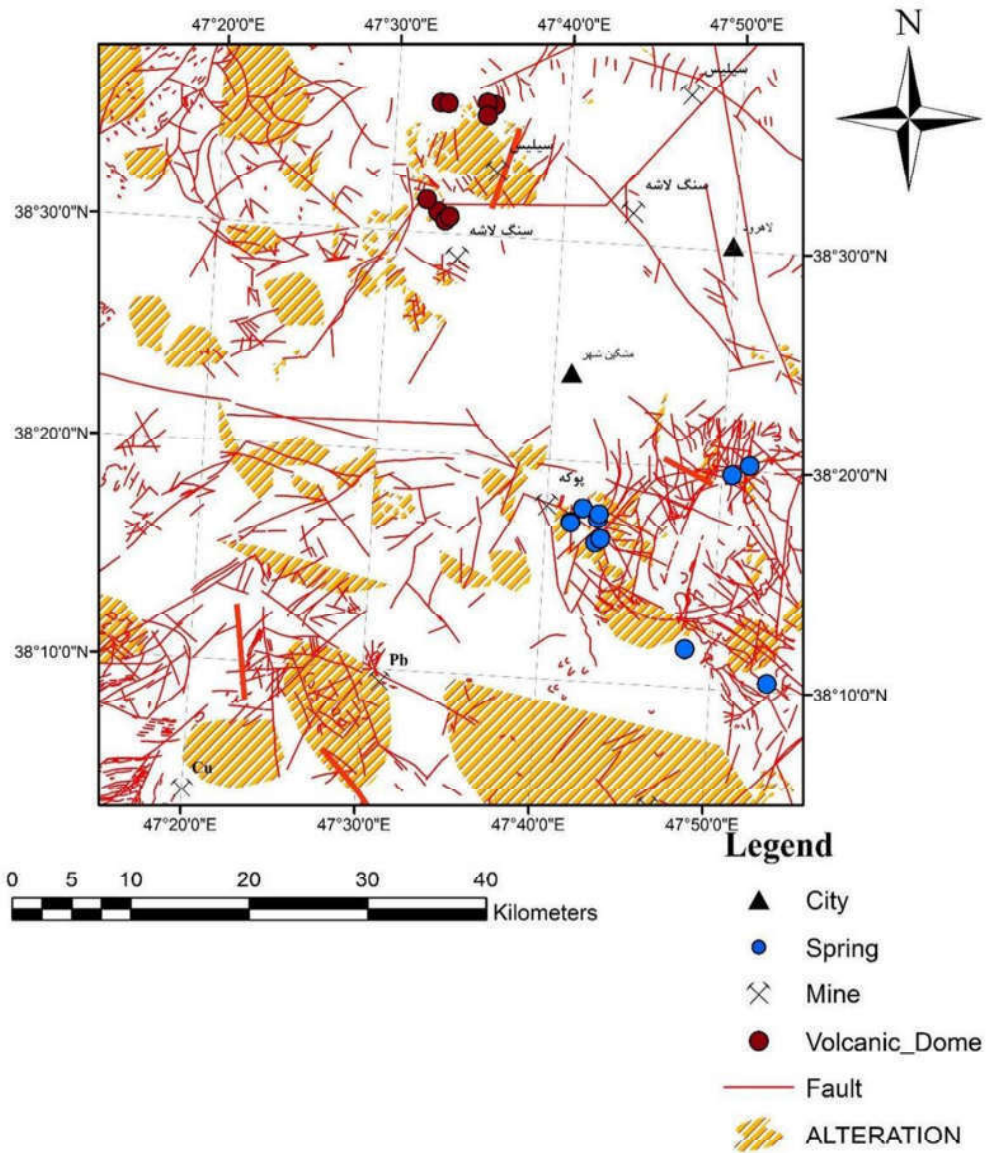 47°20'0"E 47°30'0"E 47°40'0"E 47°50'0"E
N
سیلیس
سیلیس
سنگ لاشه
38°30'0"N
سنگ لاشه
لاهرود
38°30'0"N
مشکین شهر
38°20'0"N
پوکه
38°20'0"N
38°10'0"N
Pb
38°10'0"N
Cu
47°20'0"E 47°30'0"E 47°40'0"E 47°50'0"E
Legend
0 5 10 20 30 40
Kilometers
City
Spring
Mine
Volcanic_Dome
Fault
ALTERATION